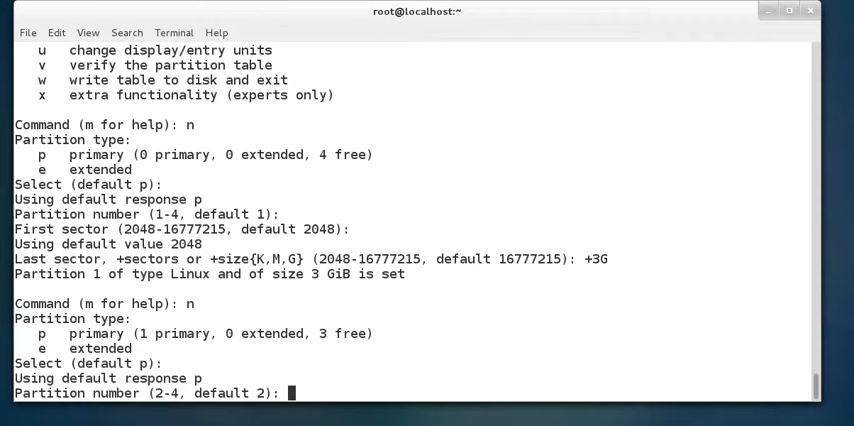 root@localhost:~
File Edit View Search Terminal Help
u   change display/entry units
v   verify the partition table
w   write table to disk and exit
x   extra functionality (experts only)
Command (m for help): n
Partition type:
p   primary (0 primary, 0 extended, 4 free)
e   extended
Select (default p):
Using default response p
Partition number (1-4, default 1):
First sector (2048-16777215, default 2048):
Using default value 2048
Last sector, +sectors or +size{K,M,G} (2048-16777215, default 16777215): +3G
Partition 1 of type Linux and of size 3 GiB is set
Command (m for help): n
Partition type:
p   primary (1 primary, 0 extended, 3 free)
e   extended
Select (default p):
Using default response p
Partition number (2-4, default 2):